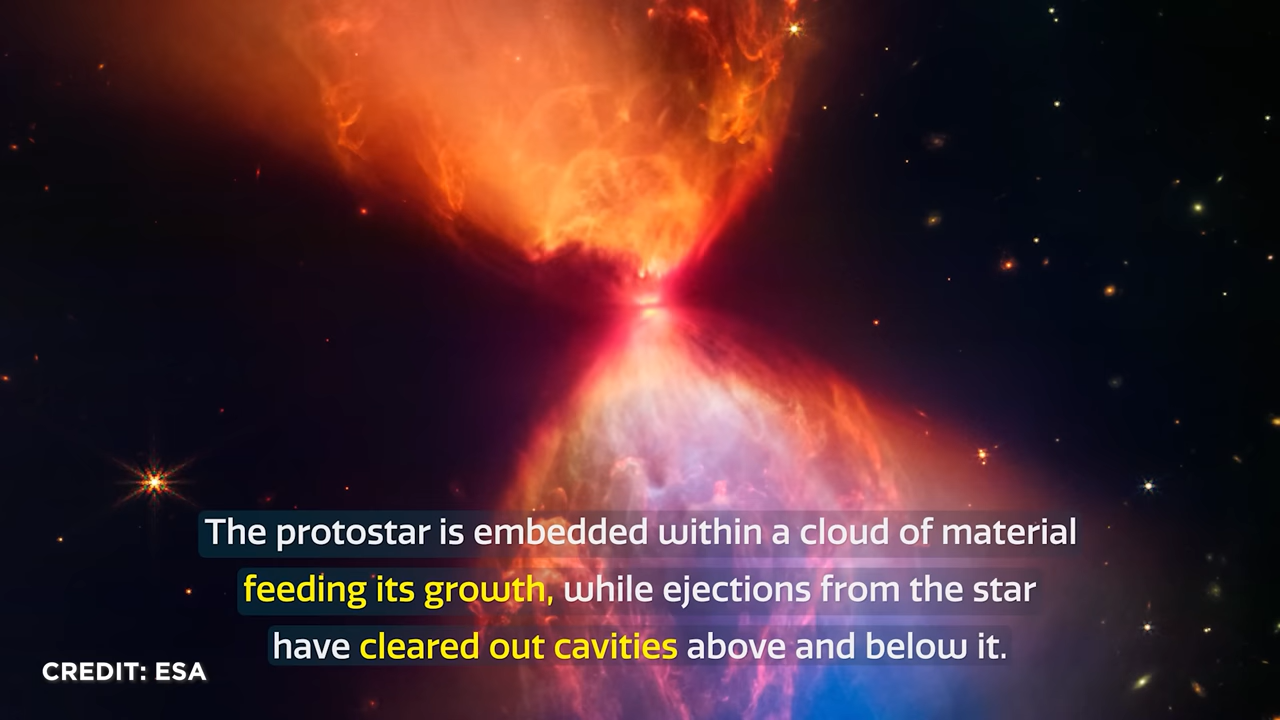 The protostar is embedded within a cloud of material
feeding its growth, while ejections from the star
have cleared out cavities above and below it.
CREDIT: ESA